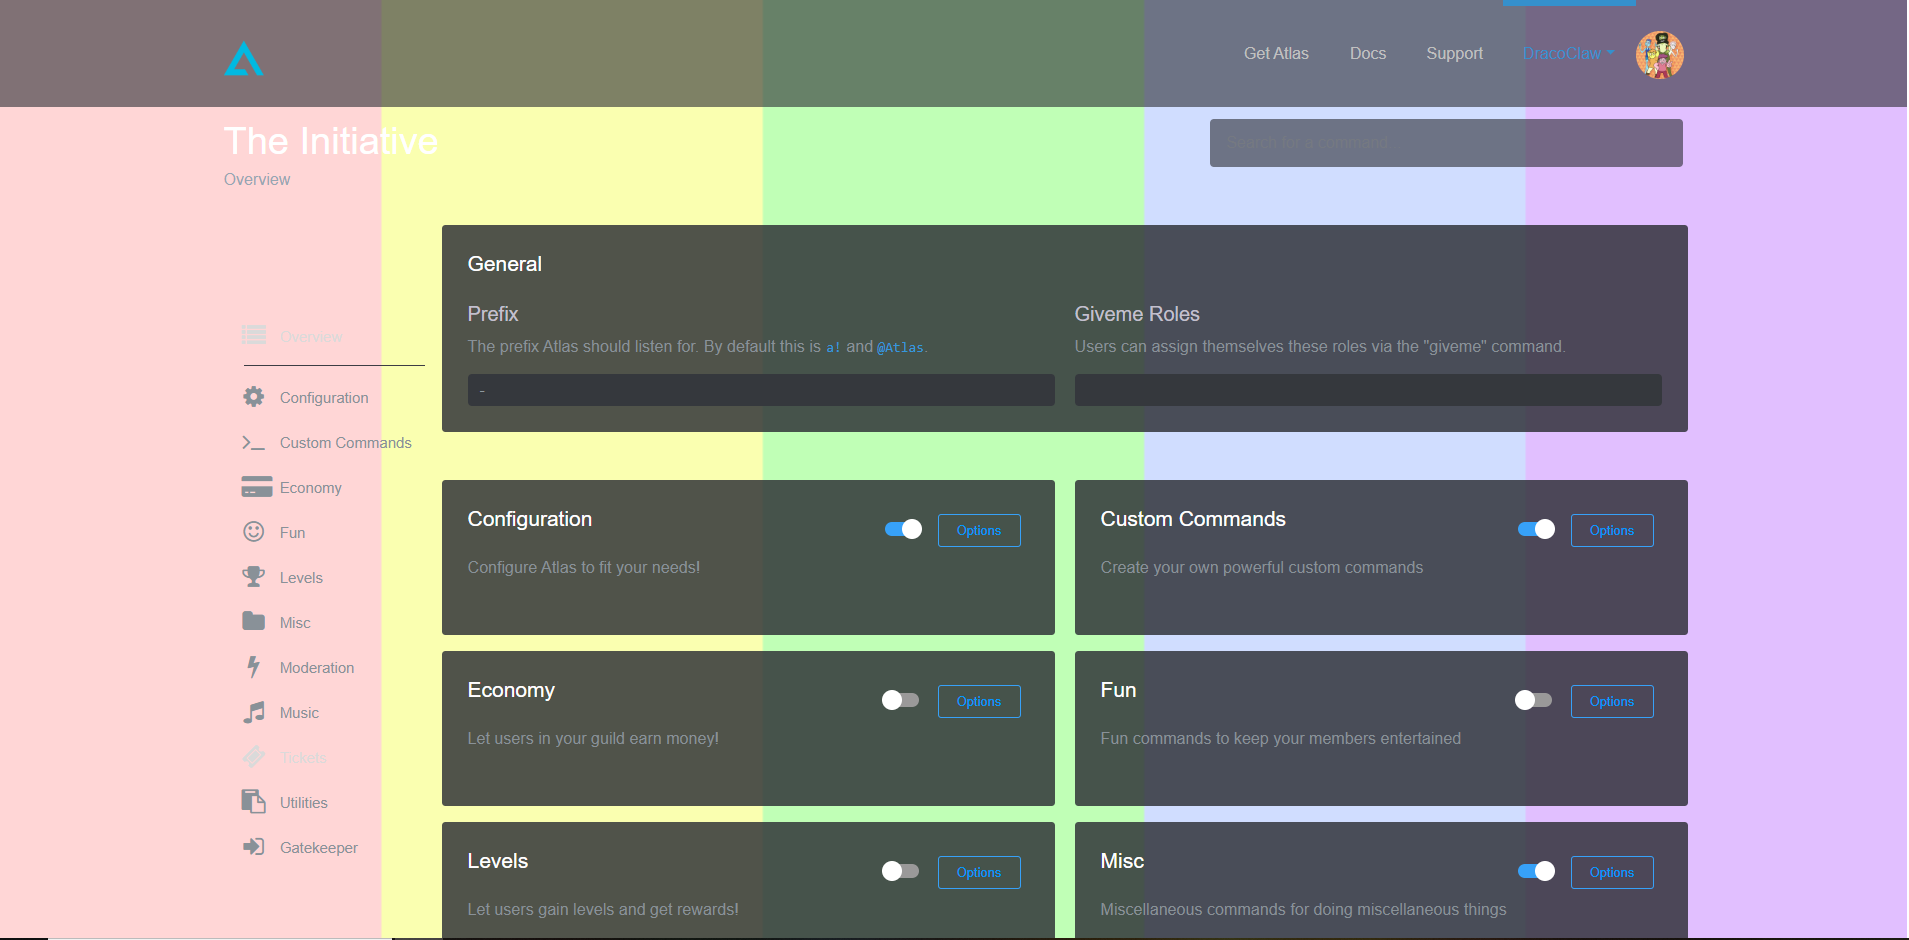 Get Atlas Docs Support DracoClaw
The Initiative
Search for a command
Overview
General
Prefix
Giveme Roles
The prefix Atlas should listen for. By default this is a! and @Atlas.
Users can assign themselves these roles via the "giveme" command.
-
Overview
Configuration
Custom Commands
Economy
Fun
Levels
Misc
Moderation
Music
Tickets
Utilities
Gatekeeper
Configuration
Options
Configure Atlas to fit your needs!
Custom Commands
Options
Create your own powerful custom commands
Economy
Options
Let users in your guild earn money!
Fun
Options
Fun commands to keep your members entertained
Levels
Options
Let users gain levels and get rewards!
Misc
Options
Miscellaneous commands for doing miscellaneous things